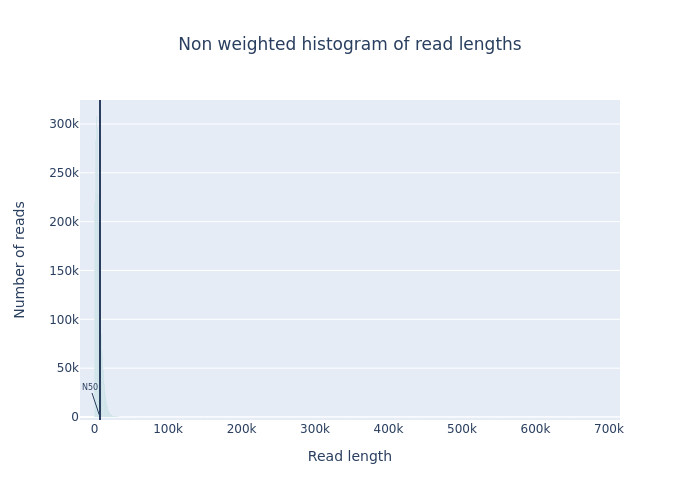 Non weighted histogram of read lengths
Number of reads
300k
250k
200k
150k
100k
50k
0
N50
0 100k 200k 300k 400k 500k 600k 700k
Read length